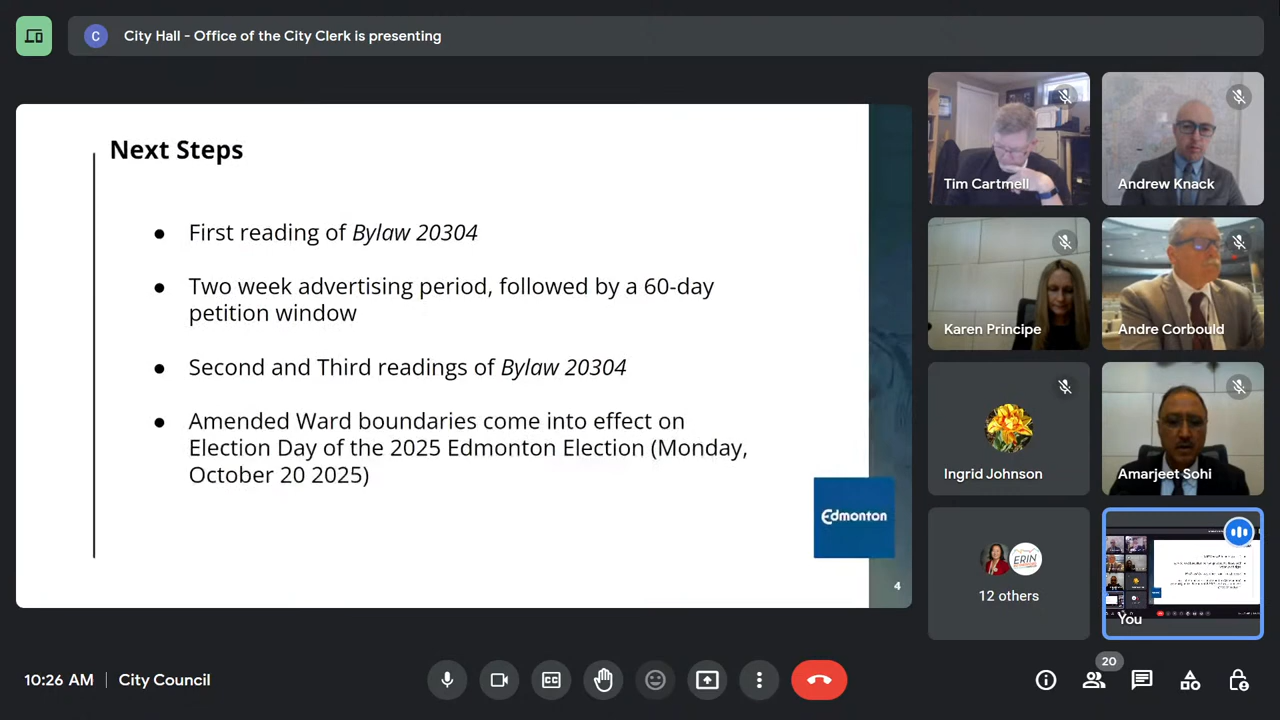 C
City Hall - Office of the City Clerk is presenting
Next Steps
● First reading of Bylaw 20304
● Two week advertising period, followed by a 60-day
petition window
● Second and Third readings of Bylaw 20304
● Amended Ward boundaries come into effect on
Election Day of the 2025 Edmonton Election (Monday,
October 20 2025)
Edmonton
4
Tim Cartmell
Andrew Knack
Karen Principe
Andre Corbould
Ingrid Johnson
Amarjeet Sohi
ERIN
12 others
You
10:26 AM | City Council
CC
20